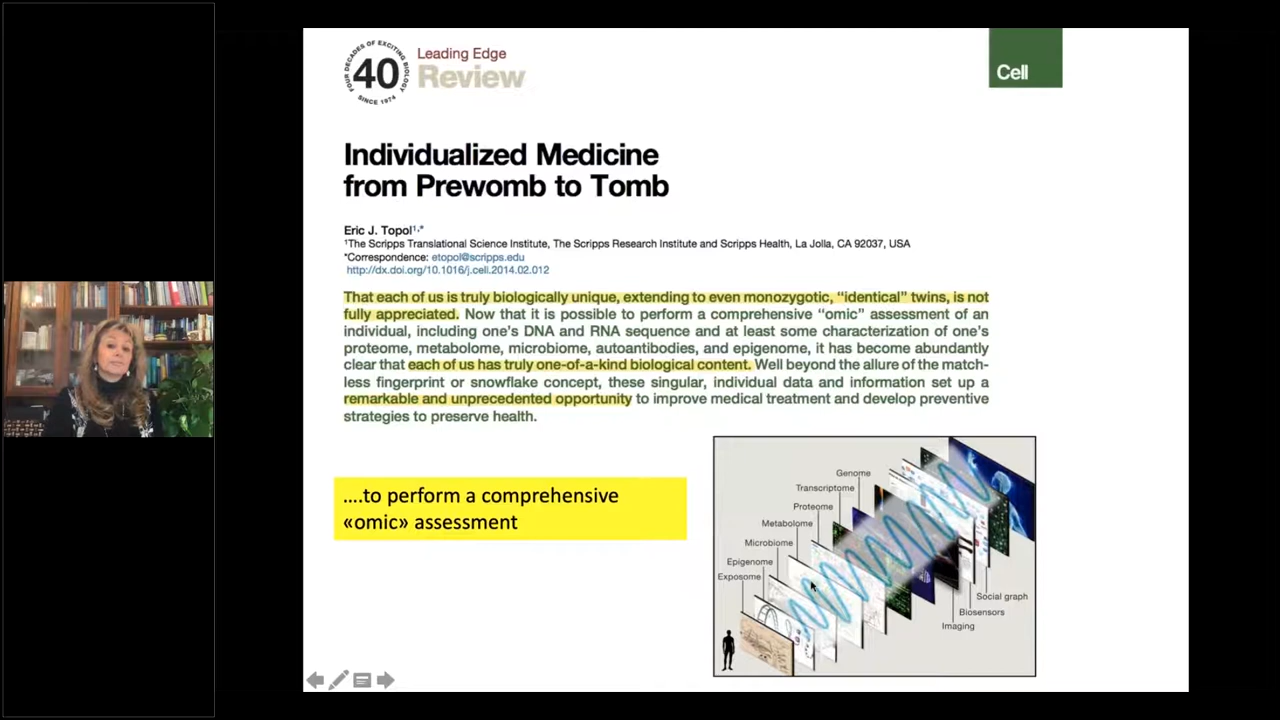 FOUR DECADES OF EXCITING BIOLOGY
40
SINCE 1974
Leading Edge
Review
Cell
Individualized Medicine
from Prewomb to Tomb
Eric J. Topol1,*
1The Scripps Translational Science Institute, The Scripps Research Institute and Scripps Health, La Jolla, CA 92037, USA
*Correspondence: etopol@scripps.edu
http://dx.doi.org/10.1016/j.cell.2014.02.012
That each of us is truly biologically unique, extending to even monozygotic, “identical” twins, is not
fully appreciated. Now that it is possible to perform a comprehensive “omic” assessment of an
individual, including one’s DNA and RNA sequence and at least some characterization of one’s
proteome, metabolome, microbiome, autoantibodies, and epigenome, it has become abundantly
clear that each of us has truly one-of-a-kind biological content. Well beyond the allure of the match-
less fingerprint or snowflake concept, these singular, individual data and information set up a
remarkable and unprecedented opportunity to improve medical treatment and develop preventive
strategies to preserve health.
....to perform a comprehensive
«omic» assessment
Genome
Transcriptome
Proteome
Metabolome
Microbiome
Epigenome
Exposome
Social graph
Biosensors
Imaging